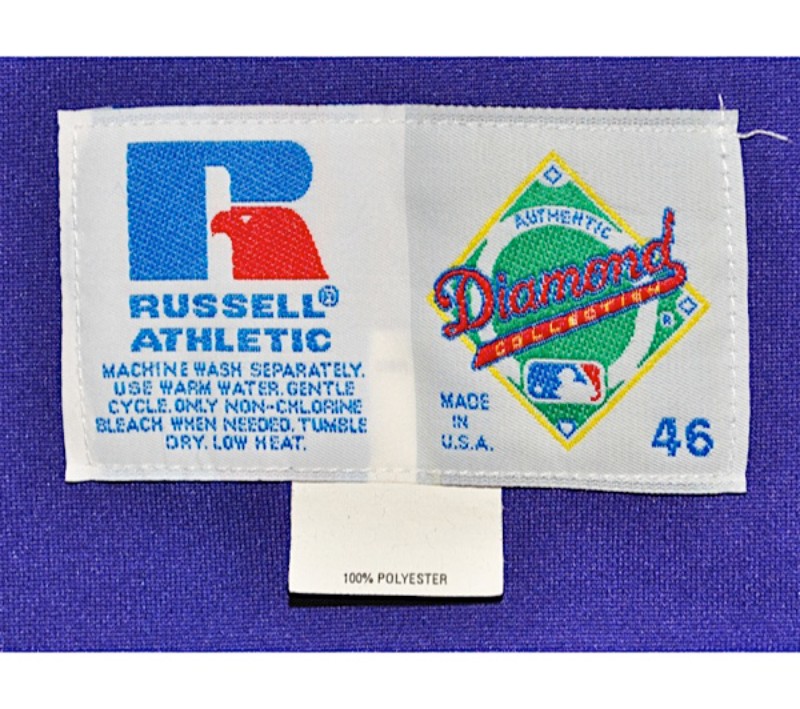 RUSSELL®
ATHLETIC
MACHINE WASH SEPARATELY.
USE WARM WATER. GENTLE
CYCLE. ONLY NON-CHLORINE
BLEACH WHEN NEEDED. TUMBLE
DRY. LOW HEAT.
AUTHENTIC
Diamond
COLLECTION
®
MADE
IN
U.S.A.
46
100% POLYESTER